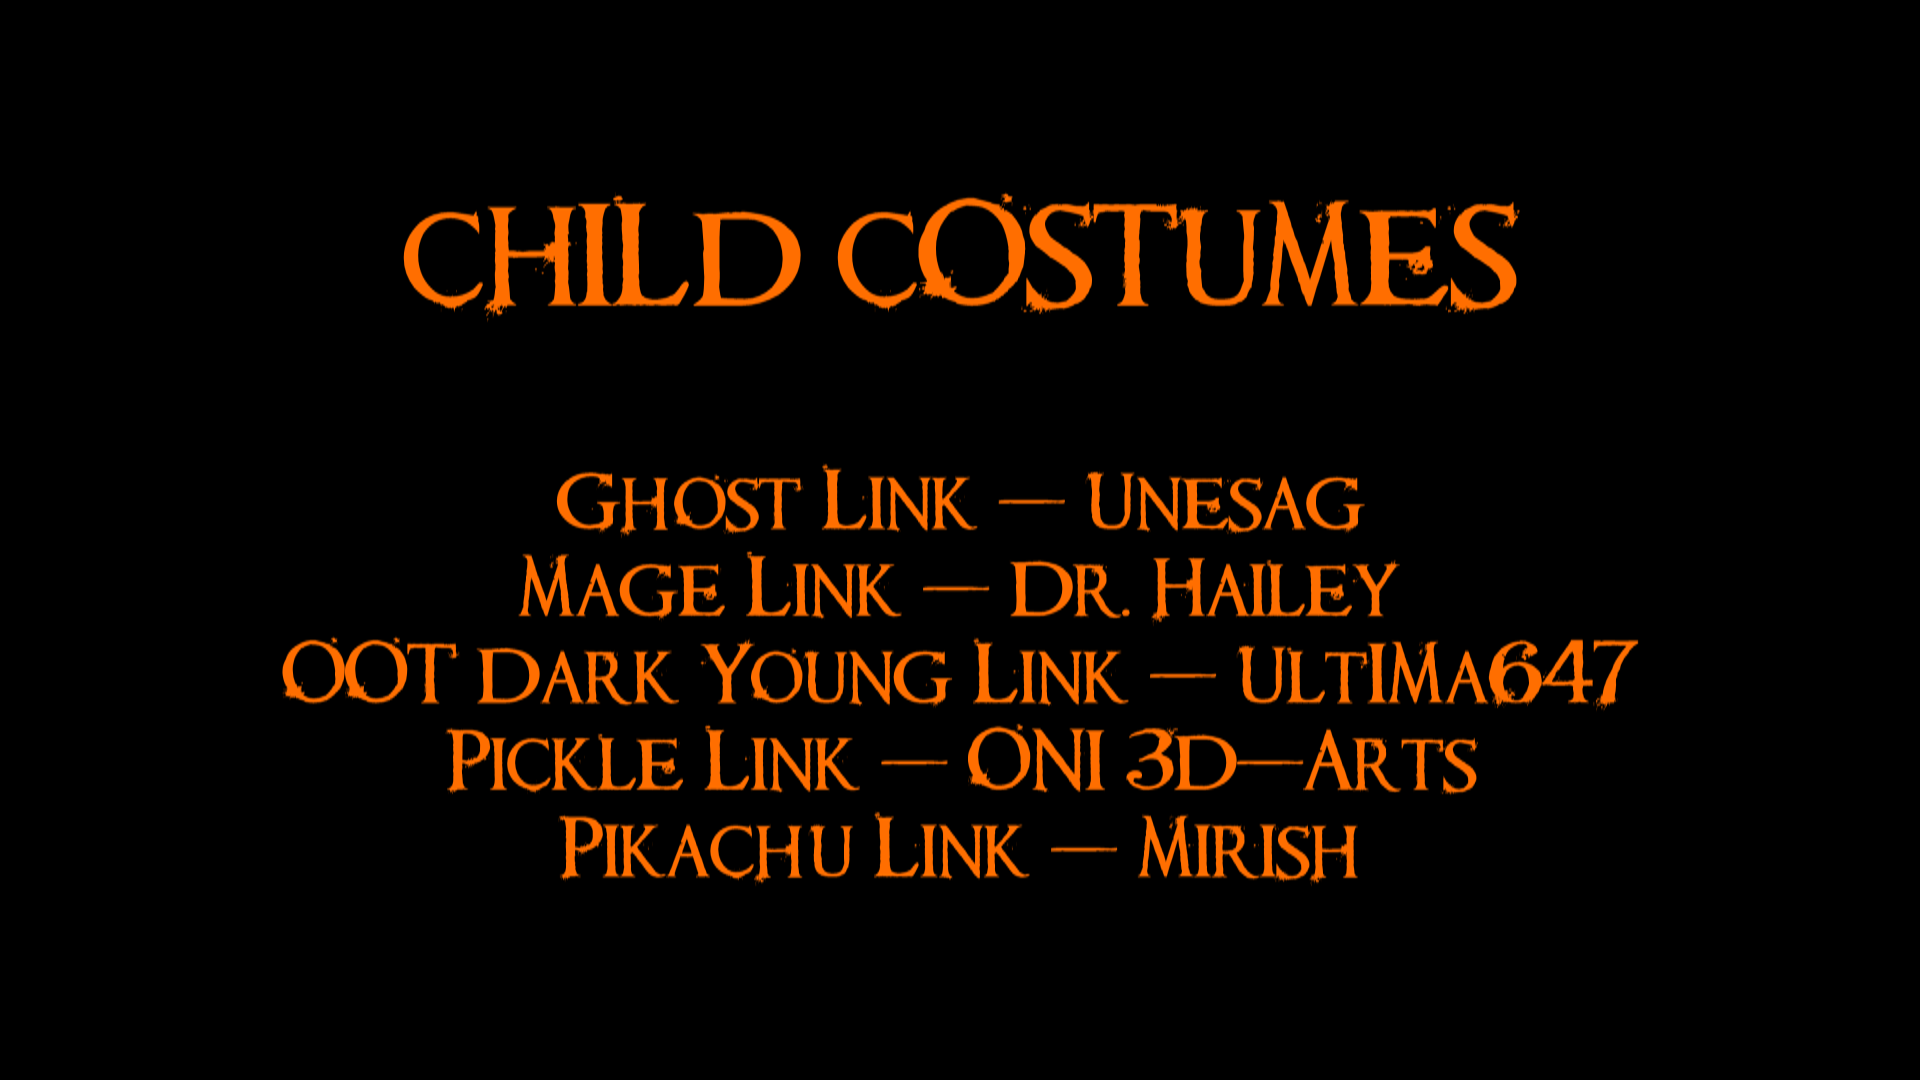 CHILD COSTUMES
GHOST LINK – UNESAG
MAGE LINK – DR. HAILEY
OOT DARK YOUNG LINK – ULTIMA647
PICKLE LINK – ONI 3D–ARTS
PIKACHU LINK – MIRISH